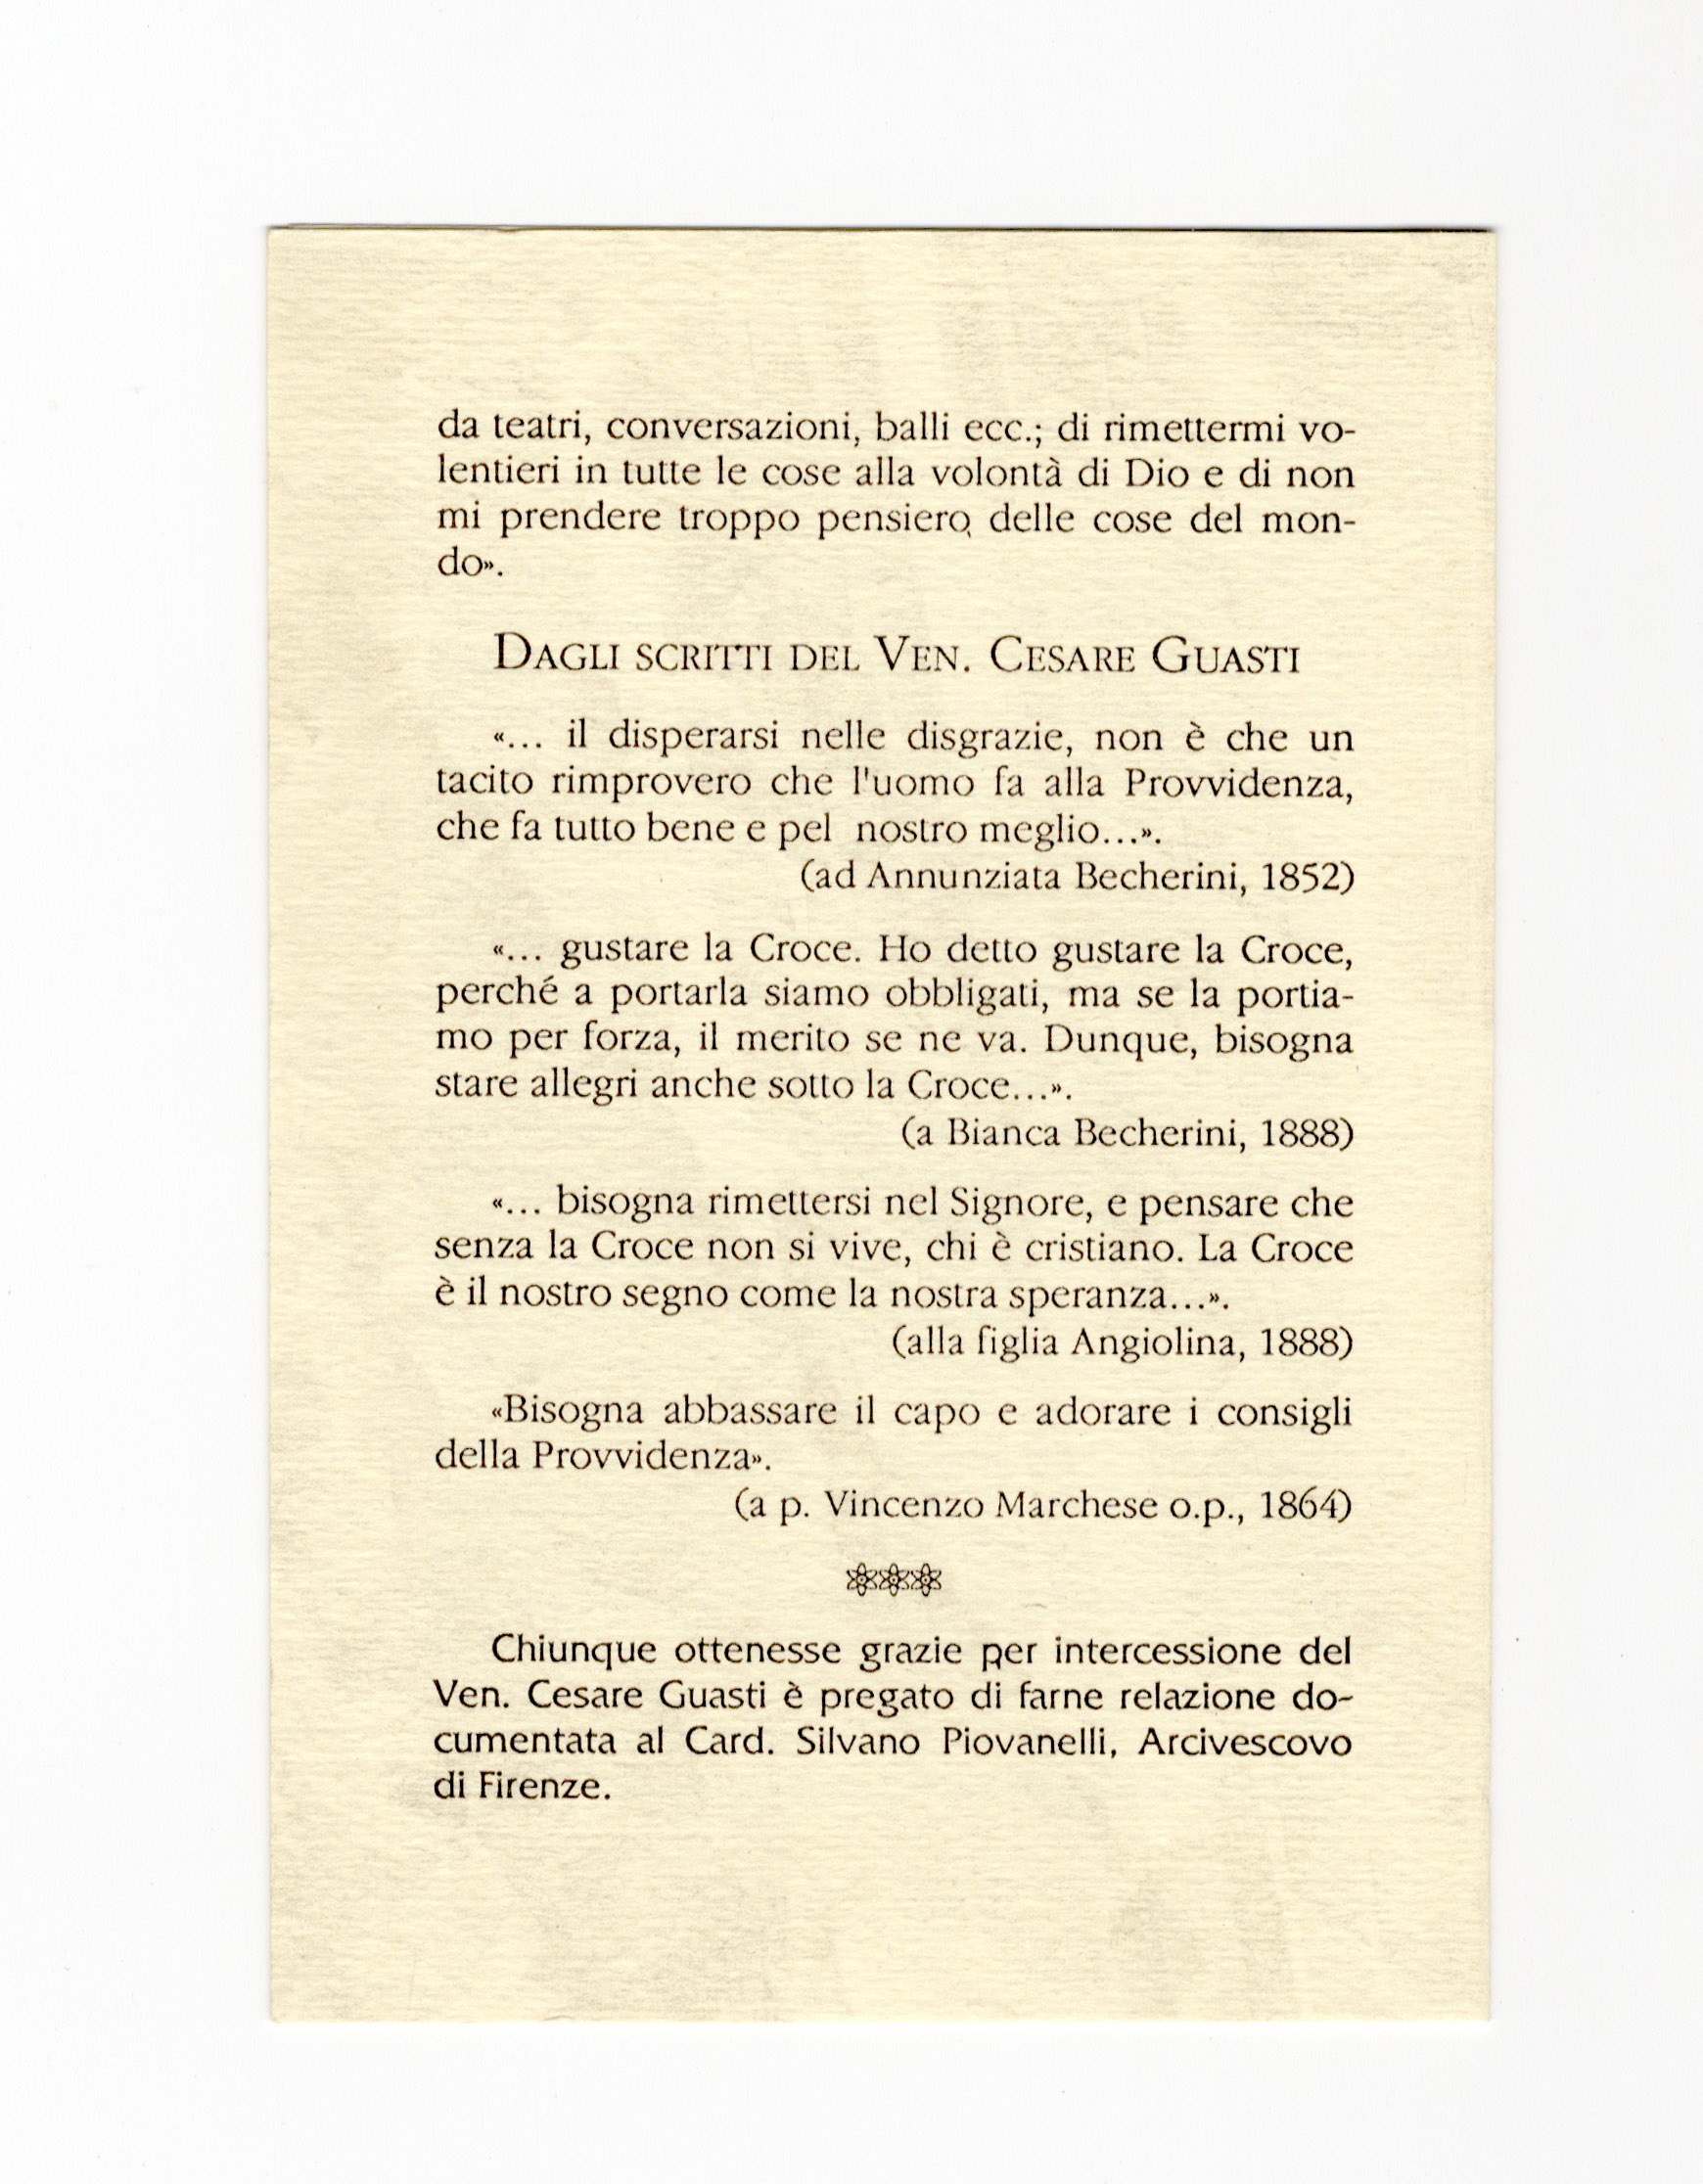 da teatri, conversazioni, balli ecc.; di rimettermi vo-
lentieri in tutte le cose alla volontà di Dio e di non
mi prendere troppo pensiero delle cose del mon-
do».
DAGLI SCRITTI DEL VEN. CESARE GUASTI
«... il disperarsi nelle disgrazie, non è che un
tacito rimprovero che l'uomo fa alla Provvidenza,
che fa tutto bene e pel nostro meglio...».
(ad Annunziata Becherini, 1852)
«... gustare la Croce. Ho detto gustare la Croce,
perché a portarla siamo obbligati, ma se la portia-
mo per forza, il merito se ne va. Dunque, bisogna
stare allegri anche sotto la Croce...».
(a Bianca Becherini, 1888)
«... bisogna rimettersi nel Signore, e pensare che
senza la Croce non si vive, chi è cristiano. La Croce
è il nostro segno come la nostra speranza...».
(alla figlia Angiolina, 1888)
«Bisogna abbassare il capo e adorare i consigli
della Provvidenza».
(a p. Vincenzo Marchese o.p., 1864)
Chiunque ottenesse grazie per intercessione del
Ven. Cesare Guasti è pregato di farne relazione do-
cumentata al Card. Silvano Piovanelli, Arcivescovo
di Firenze.